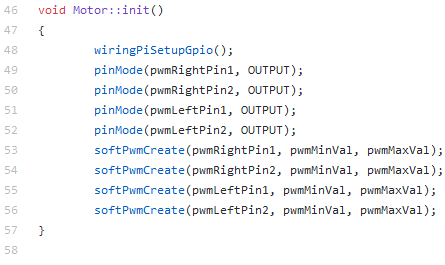 46 void Motor::init()
47 {
48 wiringPiSetupGpio();
49 pinMode(pwmRightPin1, OUTPUT);
50 pinMode(pwmRightPin2, OUTPUT);
51 pinMode(pwmLeftPin1, OUTPUT);
52 pinMode(pwmLeftPin2, OUTPUT);
53 softPwmCreate(pwmRightPin1, pwmMinVal, pwmMaxVal);
54 softPwmCreate(pwmRightPin2, pwmMinVal, pwmMaxVal);
55 softPwmCreate(pwmLeftPin1, pwmMinVal, pwmMaxVal);
56 softPwmCreate(pwmLeftPin2, pwmMinVal, pwmMaxVal);
57 }
58